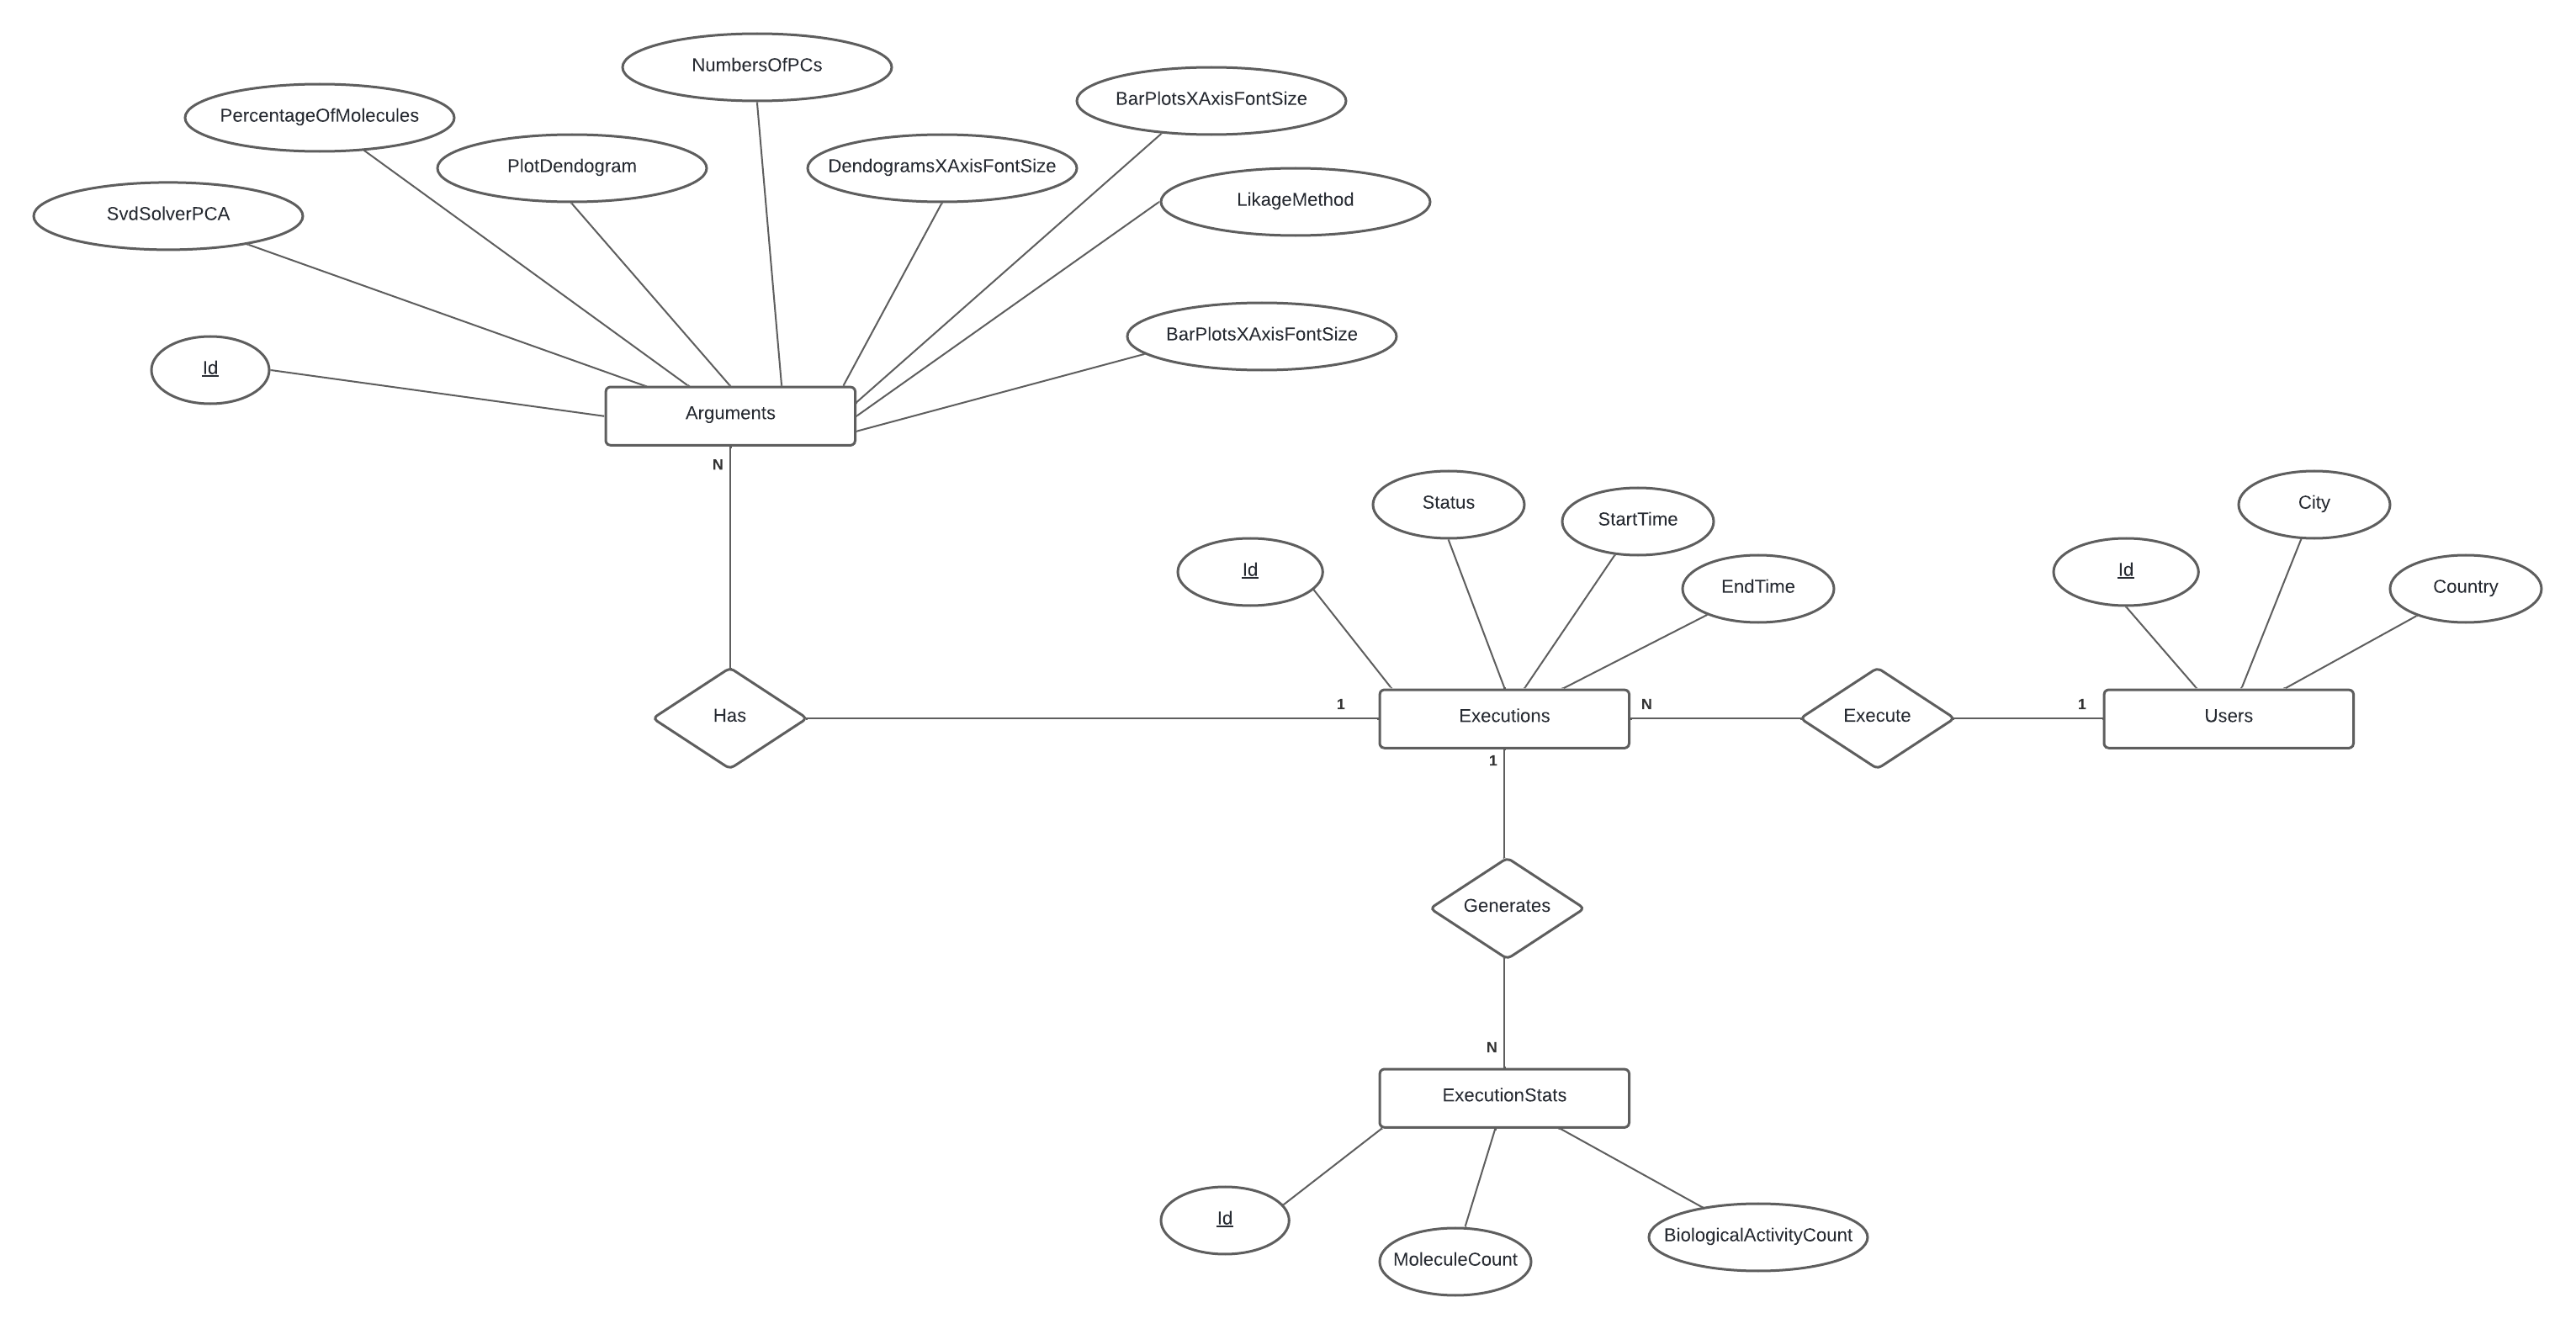 NumbersOfPCs
BarPlotsXAxisFontSize
PercentageOfMolecules
PlotDendogram
DendogramsXAxisFontSize
LikageMethod
SvdSolverPCA
BarPlotsXAxisFontSize
Id
Arguments
N
Status
City
StartTime
Id
EndTime
Id
Country
Has
1
Executions
N
Execute
1
Users
1
Generates
N
ExecutionStats
Id
BiologicalActivityCount
MoleculeCount